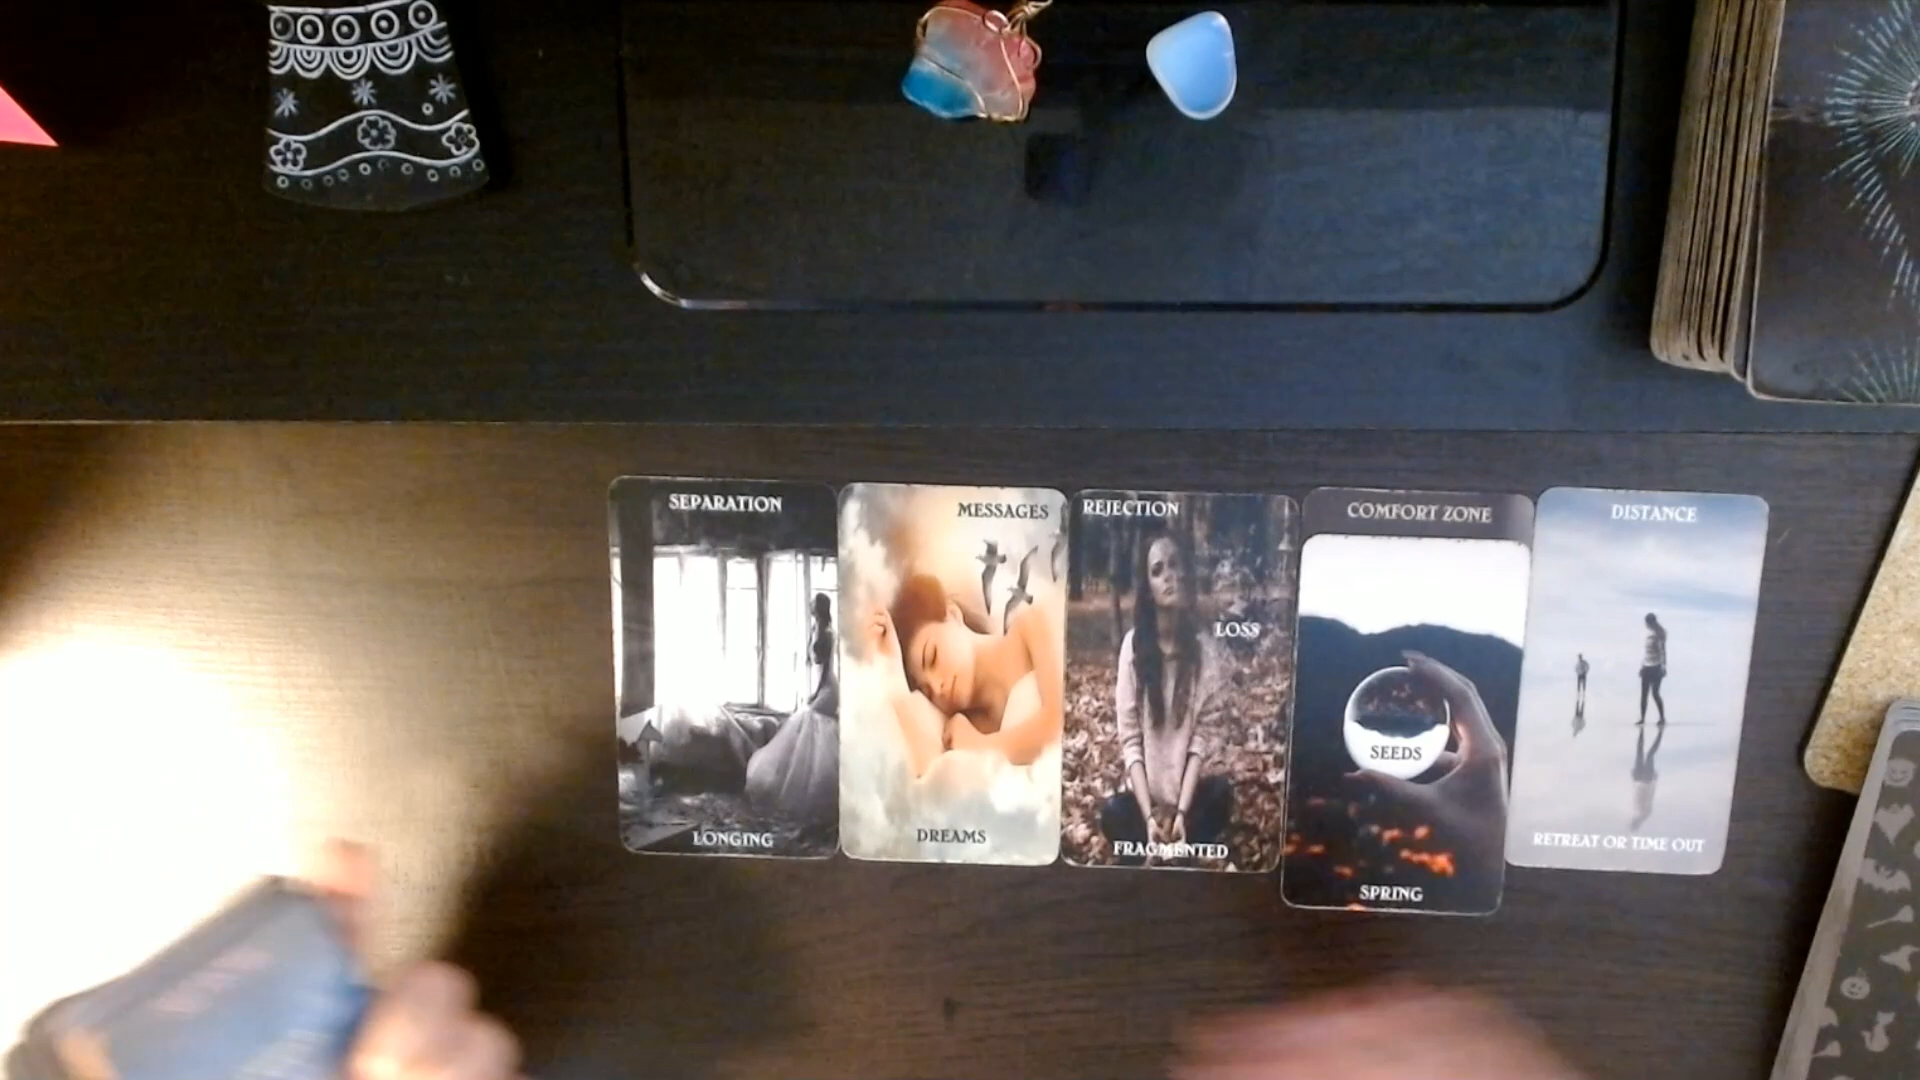 SEPARATION
LONGING
MESSAGES
DREAMS
REJECTION
LOSS
FRAGMENTED
COMFORT ZONE
SEEDS
SPRING
DISTANCE
RETREAT OR TIME OUT